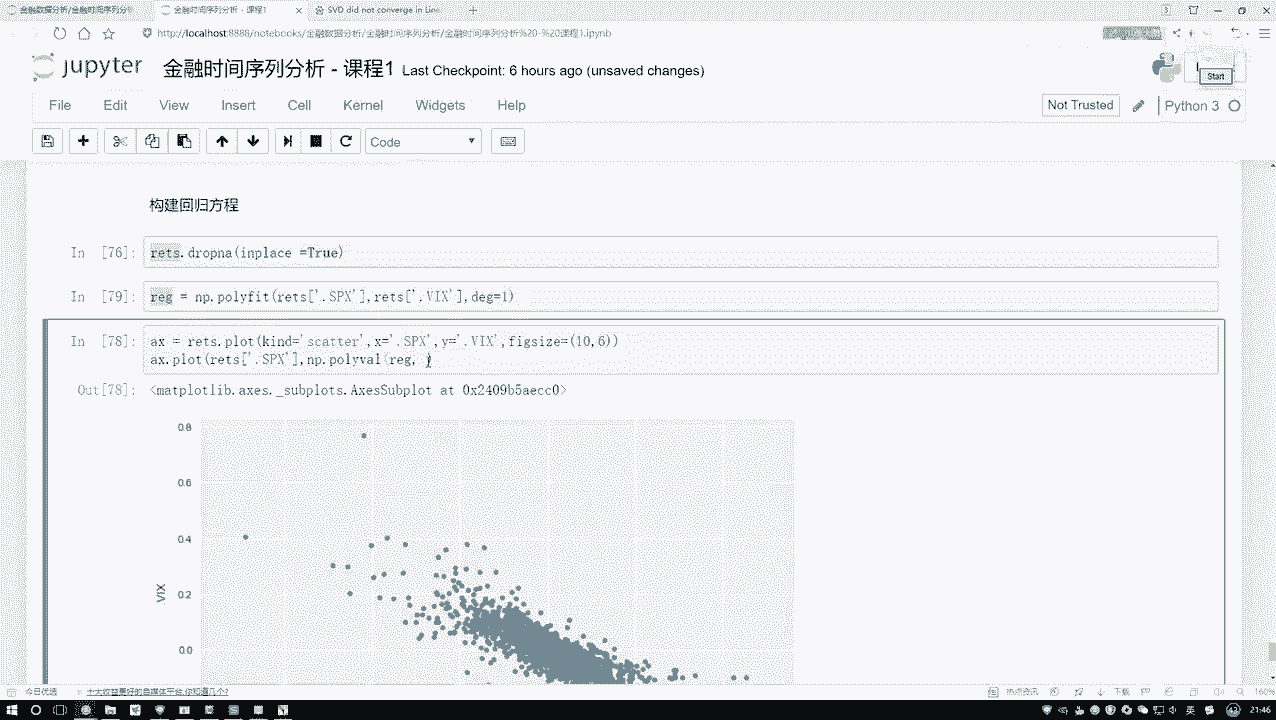 金融数据分析/金融时间序列分析
金融时间序列分析 - 课程1
SVD did not converge in Line
http://localhost:8888/notebooks/金融数据分析/金融时间序列分析/金融时间序列分析%20-%20课程1.ipynb
jupyter 金融时间序列分析 - 课程1 Last Checkpoint: 6 hours ago (unsaved changes)
Start
File Edit View Insert Cell Kernel Widgets Help
Not Trusted
Python 3
Code
构建回归方程
In [76]: rets.dropna(inplace =True)
In [79]: reg = np.polyfit(rets['.SPX'],rets['.VIX'],deg=1)
In [78]: ax = rets.plot(kind='scatter',x='.SPX',y='.VIX',figsize=(10,6))
ax.plot(rets['.SPX'],np.polyval(reg, )
Out[78]: <matplotlib.axes._subplots.AxesSubplot at 0x2409b5aecc0>
0.8
0.6
0.4
0.2
0.0
.VIX
今日优选
十大收益最好的自媒体平台,你知道几个?
热点资讯
下载
160%
英
21:46